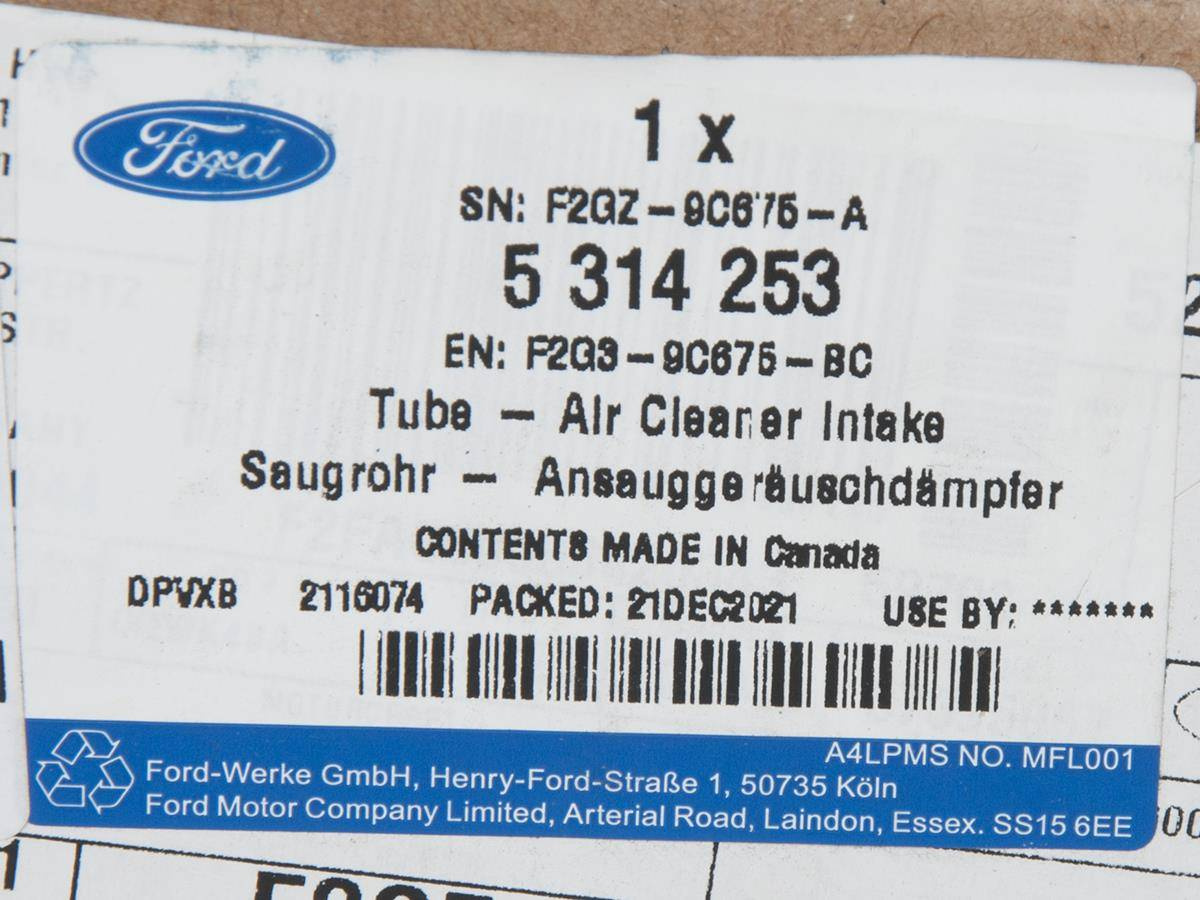 Ford
1 x
SN: F2GZ-9C675-A
5 314 253
EN: F2G3-9C675-BC
Tube - Air Cleaner Intake
Saugrohr - Ansauggeräuschdämpfer
CONTENTS MADE IN Canada
DPVXB 2116074 PACKED: 21DEC2021 USE BY: *******
A4LPMS NO. MFL001
Ford-Werke GmbH, Henry-Ford-Straße 1, 50735 Köln
Ford Motor Company Limited, Arterial Road, Laindon, Essex. SS15 6EE